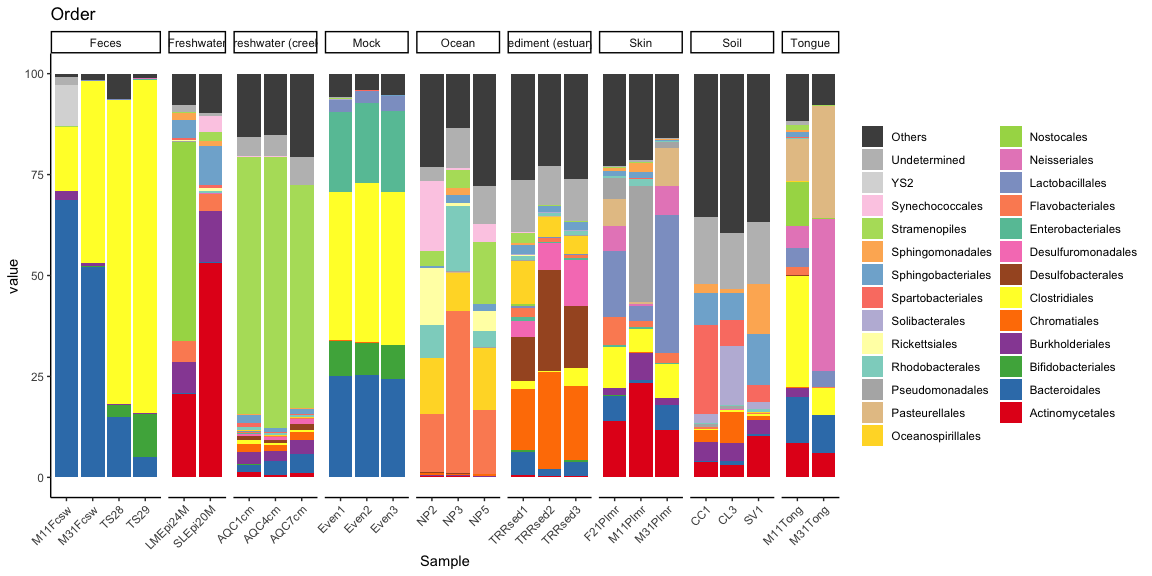 Order
Feces
Freshwater
reshwater (cree
Mock
Ocean
ediment (estuar
Skin
Soil
Tongue
100
75
50
25
0
value
M11Fcsw
M31Fcsw
TS28
TS29
LMEpi24M
SLEpi20M
AQC1cm
AQC4cm
AQC7cm
Even1
Even2
Even3
NP2
NP3
NP5
TRRsed1
TRRsed2
TRRsed3
F21Plmr
M11Plmr
M31Plmr
CC1
CL3
SV1
M11Tong
M31Tong
Sample
Others
Undetermined
YS2
Synechococcales
Stramenopiles
Sphingomonadales
Sphingobacteriales
Spartobacteriales
Solibacterales
Rickettsiales
Rhodobacterales
Pseudomonadales
Pasteurellales
Oceanospirillales
Nostocales
Neisseriales
Lactobacillales
Flavobacteriales
Enterobacteriales
Desulfuromonadales
Desulfobacterales
Clostridiales
Chromatiales
Burkholderiales
Bifidobacteriales
Bacteroidales
Actinomycetales